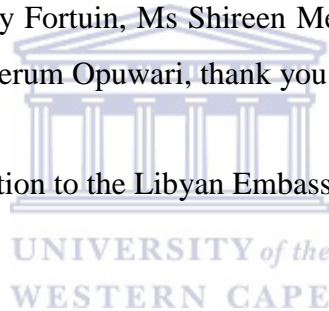 y Fortuin, Ms Shireen Me
erum Opuwari, thank you
tion to the Libyan Embass
UNIVERSITY of the
WESTERN CAPE